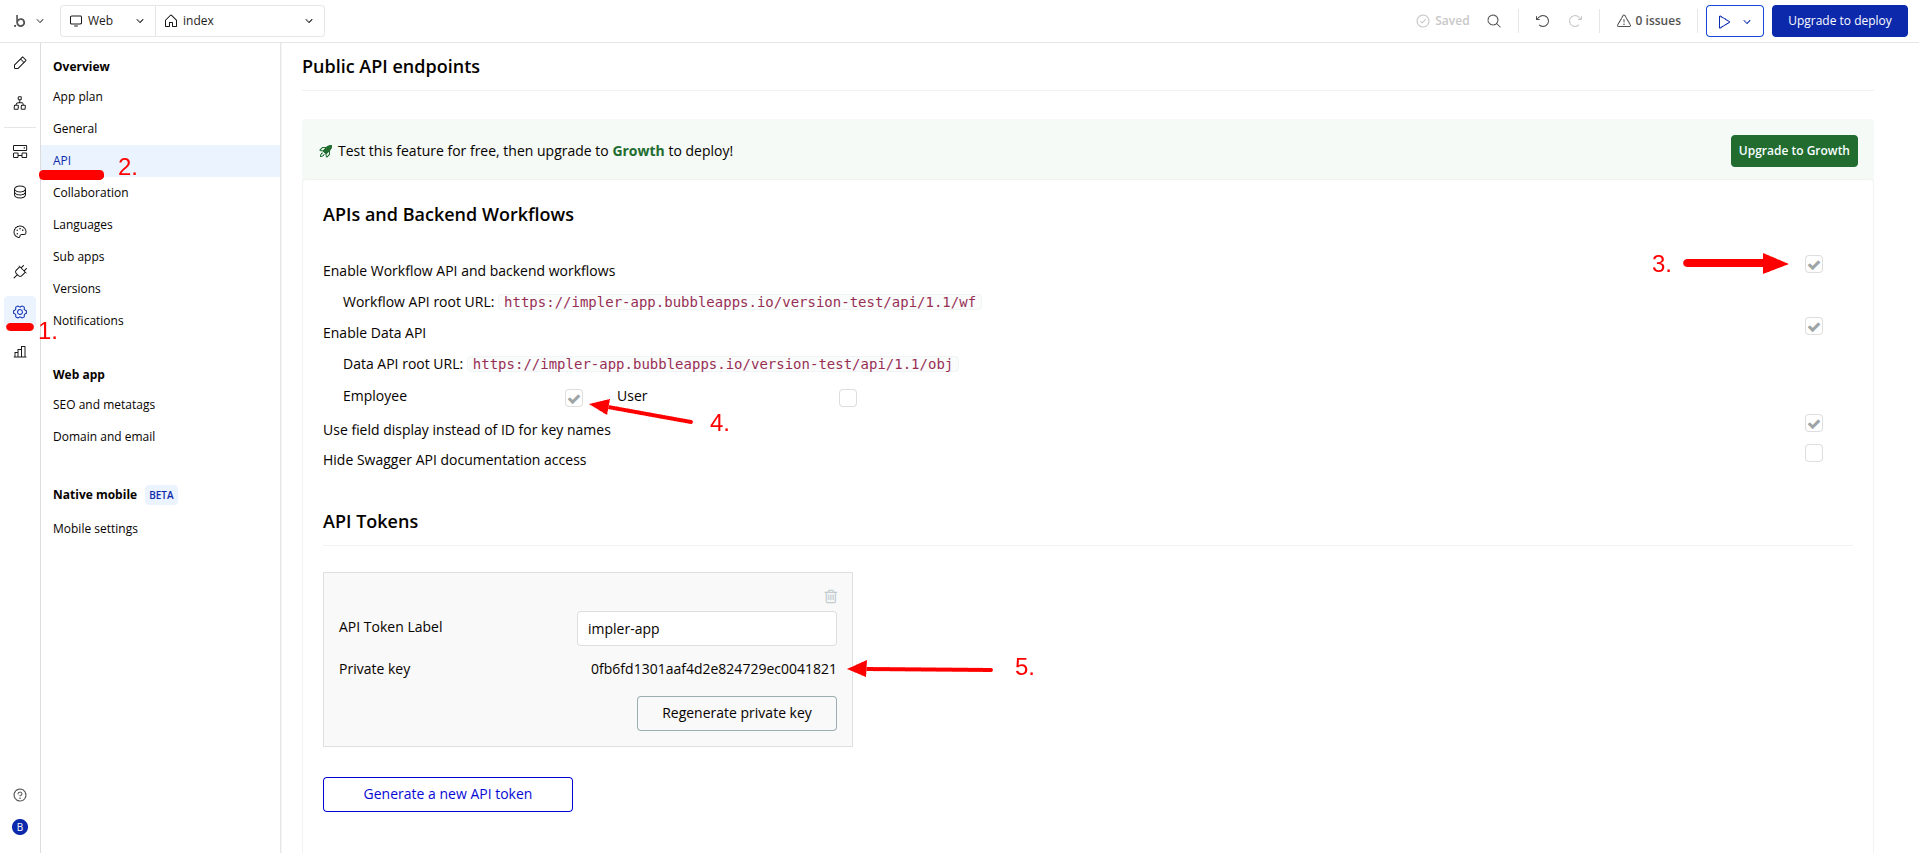 .b Web index Saved 0 issues Upgrade to deploy
Overview
App plan
General
API 2.
Collaboration
Languages
Sub apps
Versions
Notifications
1.
Web app
SEO and metatags
Domain and email
Native mobile BETA
Mobile settings
B
Public API endpoints
Test this feature for free, then upgrade to Growth to deploy! Upgrade to Growth
APIs and Backend Workflows
Enable Workflow API and backend workflows 3.
Workflow API root URL: https://impler-app.bubbleapps.io/version-test/api/1.1/wf
Enable Data API
Data API root URL: https://impler-app.bubbleapps.io/version-test/api/1.1/obj
Employee User
4.
Use field display instead of ID for key names
Hide Swagger API documentation access
API Tokens
API Token Label impler-app
Private key 0fb6fd1301aaf4d2e824729ec0041821 5.
Regenerate private key
Generate a new API token